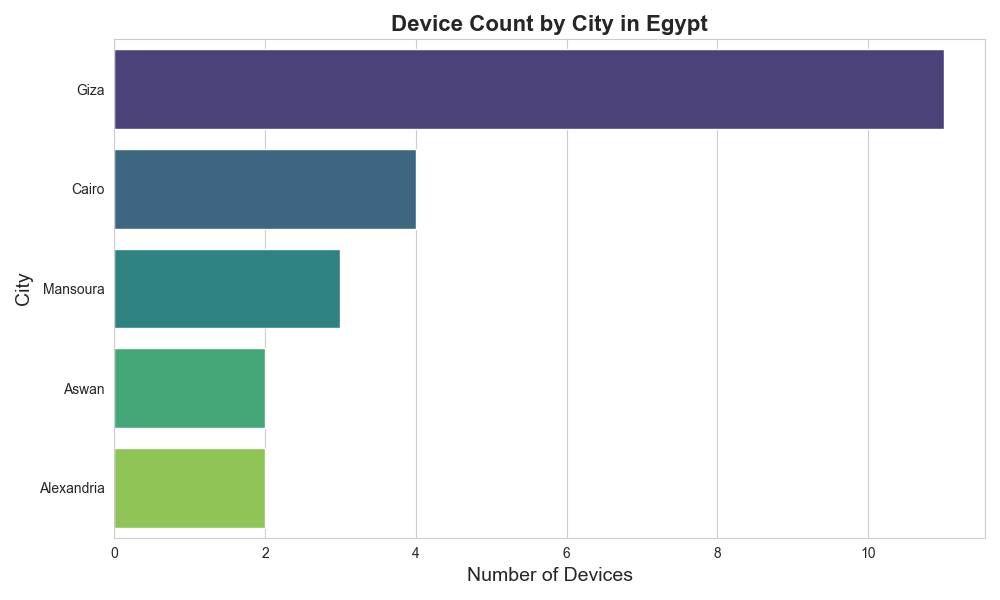 Device Count by City in Egypt
Giza
Cairo
Mansoura
Aswan
Alexandria
City
0 2 4 6 8 10
Number of Devices